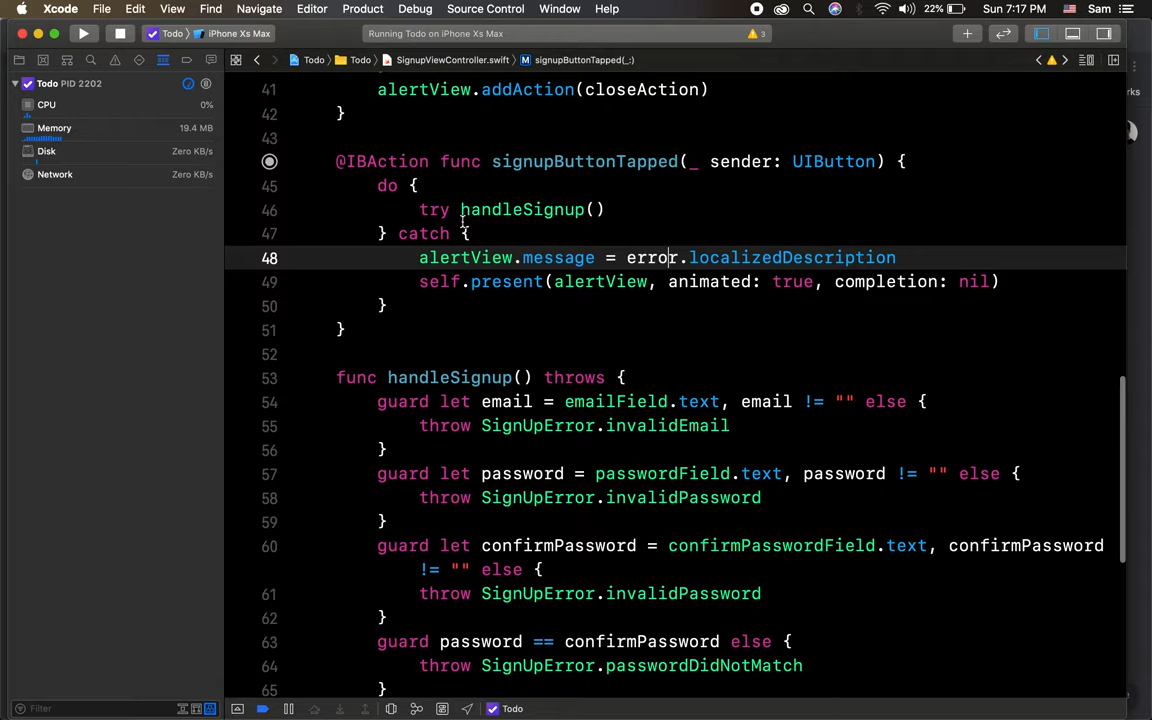 Xcode File Edit View Find Navigate Editor Product Debug Source Control Window Help 22% Sun 7:17 PM Sam
Todo iPhone Xs Max Running Todo on iPhone Xs Max 3
Todo Todo SignupViewController.swift M signupButtonTapped(_:)
Todo PID 2202
CPU 0%
Memory 19.4 MB
Disk Zero KB/s
Network Zero KB/s
41 alertView.addAction(closeAction)
42 }
43
@IBAction func signupButtonTapped(_ sender: UIButton) {
45 do {
46 try handleSignup()
47 } catch {
48 alertView.message = error.localizedDescription
49 self.present(alertView, animated: true, completion: nil)
50 }
51 }
52
53 func handleSignup() throws {
54 guard let email = emailField.text, email != "" else {
55 throw SignUpError.invalidEmail
56 }
57 guard let password = passwordField.text, password != "" else {
58 throw SignUpError.invalidPassword
59 }
60 guard let confirmPassword = confirmPasswordField.text, confirmPassword
!= "" else {
61 throw SignUpError.invalidPassword
62 }
63 guard password == confirmPassword else {
64 throw SignUpError.passwordDidNotMatch
65 }
Filter Todo